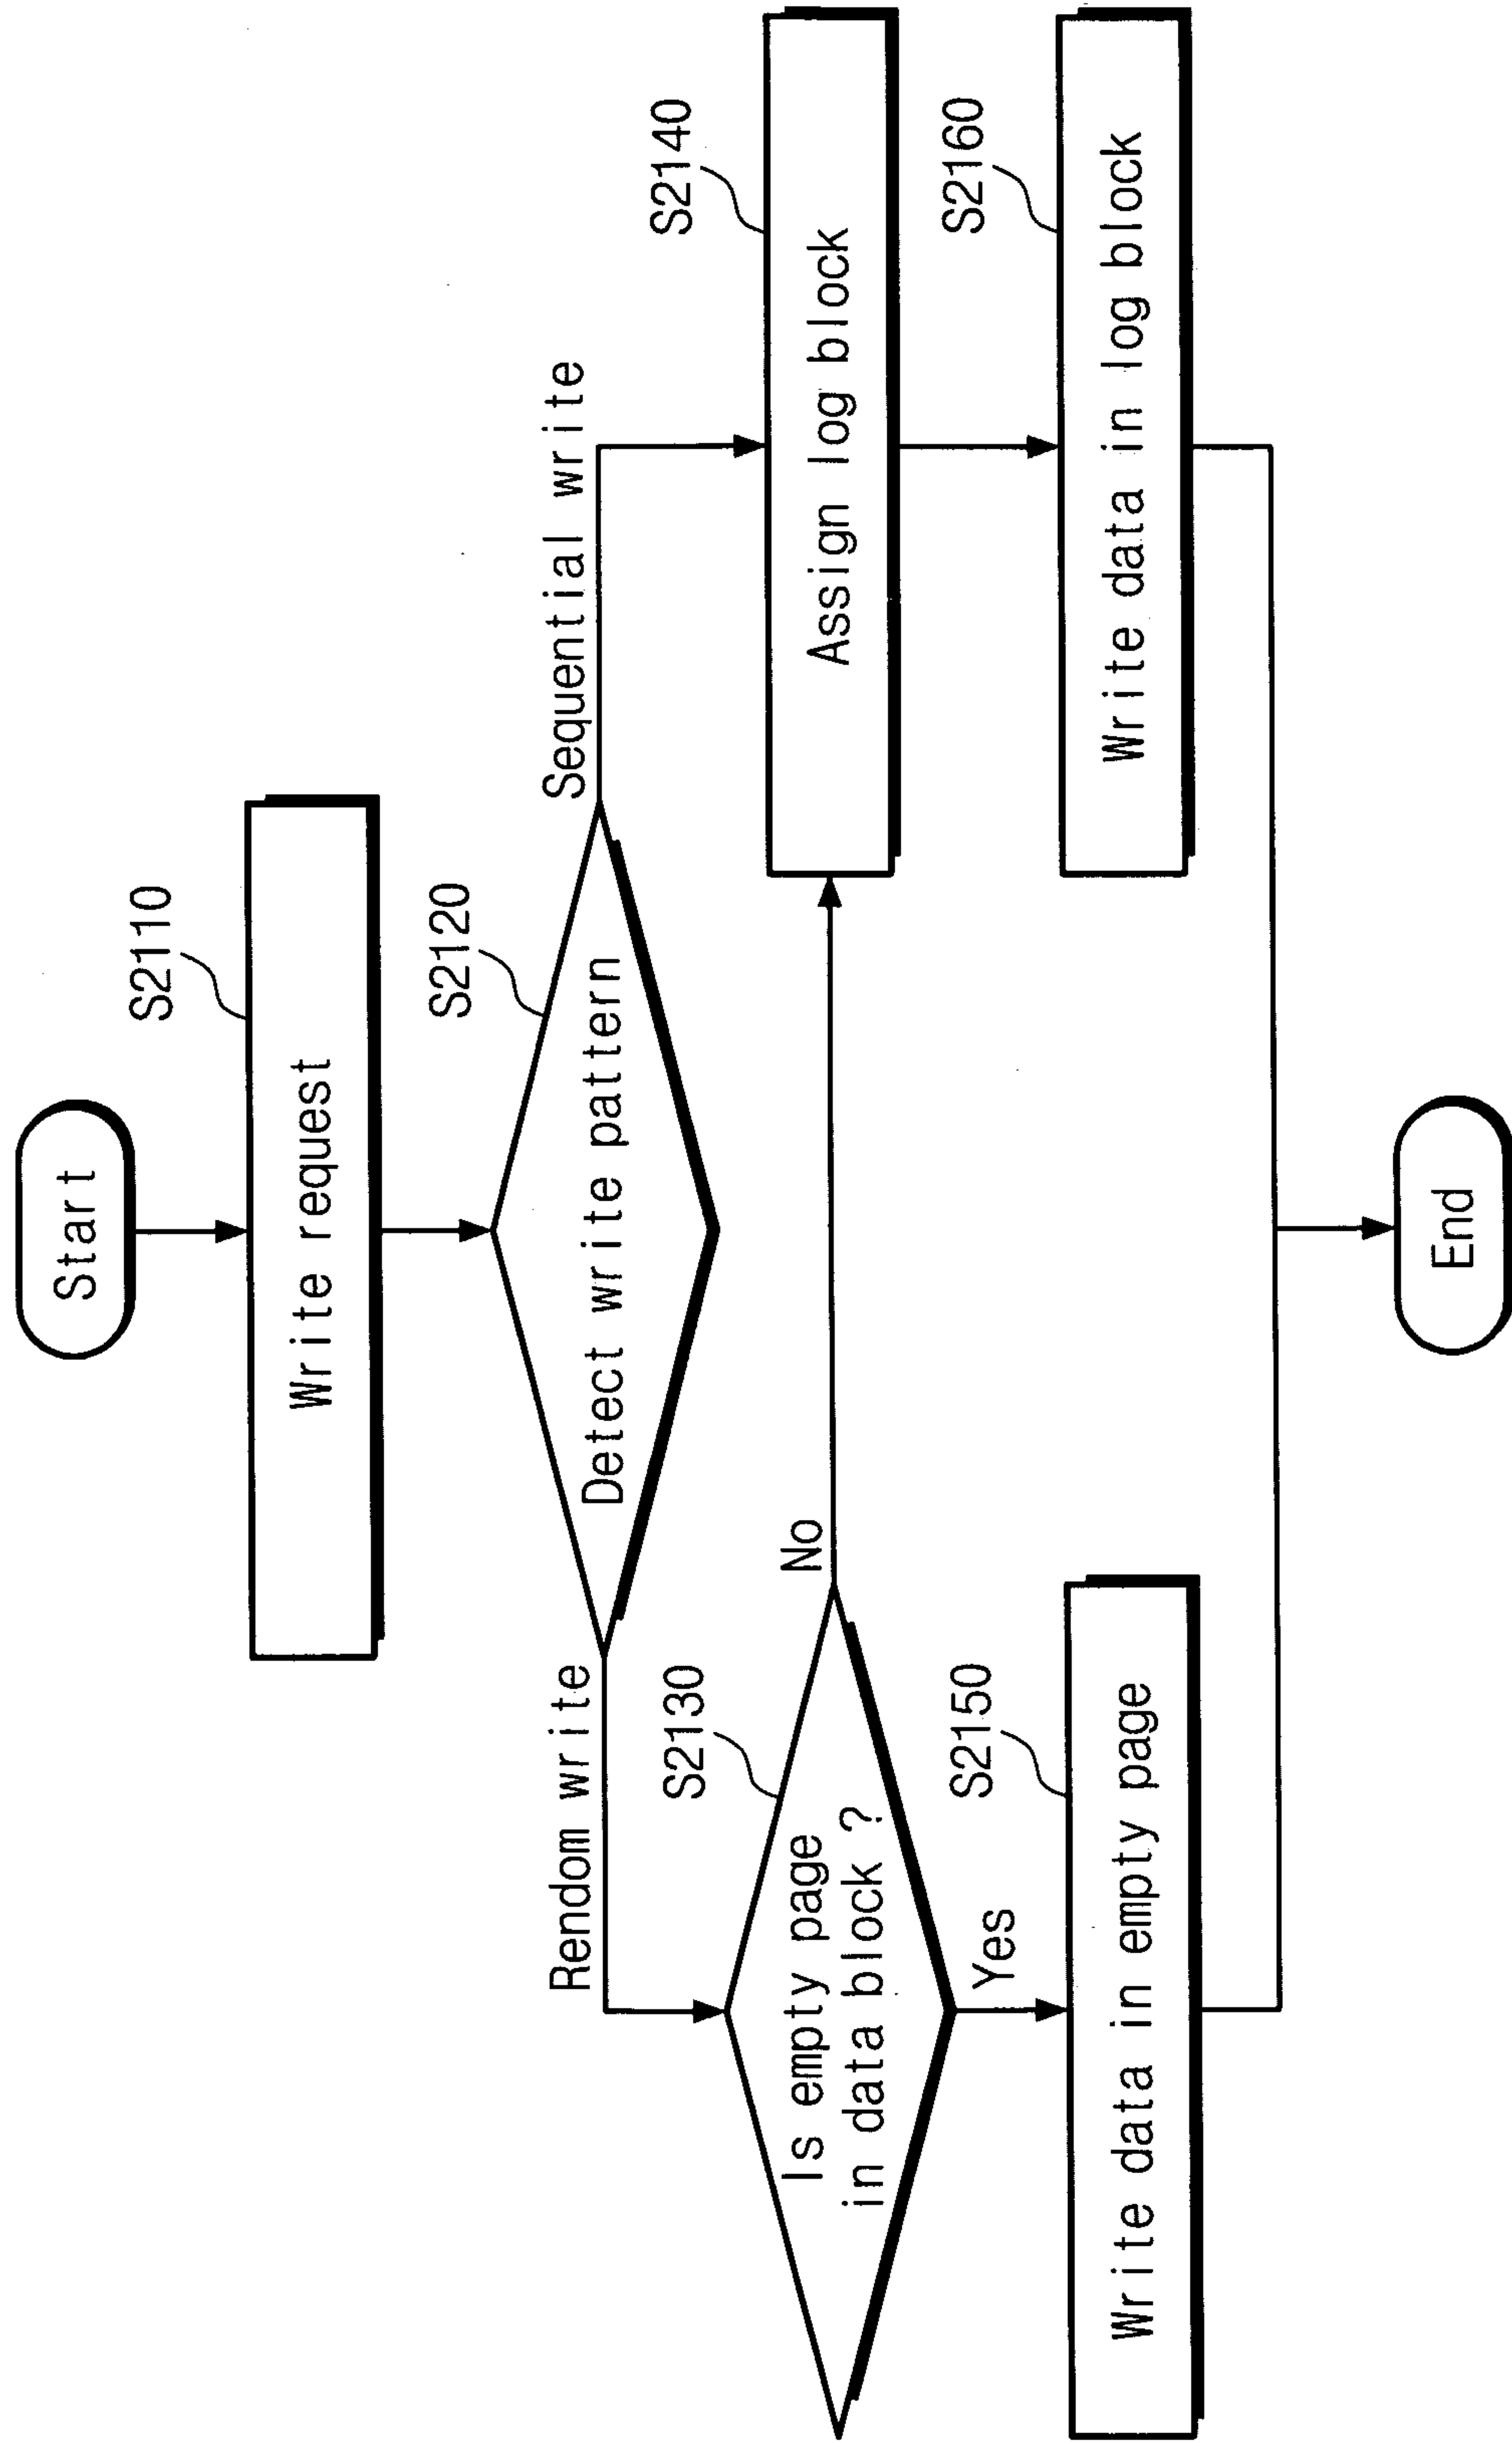 Start
S2110
Write request
S2120
Detect write pattern
Rendom write
Sequential write
S2130
Is empty page
in data block ?
No
Yes
S2140
Assign log block
S2150
Write data in empty page
S2160
Write data in log block
End